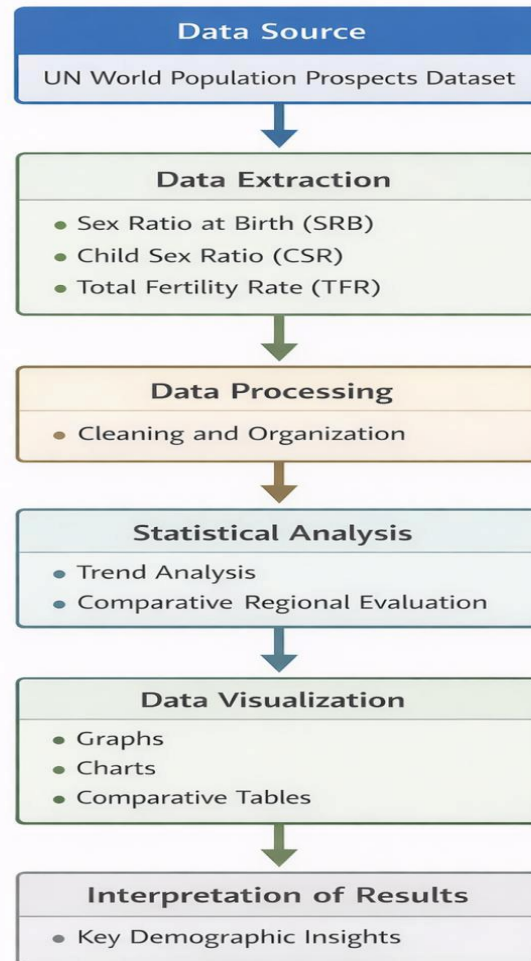 Data Source
UN World Population Prospects Dataset
Data Extraction
• Sex Ratio at Birth (SRB)
• Child Sex Ratio (CSR)
• Total Fertility Rate (TFR)
Data Processing
• Cleaning and Organization
Statistical Analysis
• Trend Analysis
• Comparative Regional Evaluation
Data Visualization
• Graphs
• Charts
• Comparative Tables
Interpretation of Results
• Key Demographic Insights